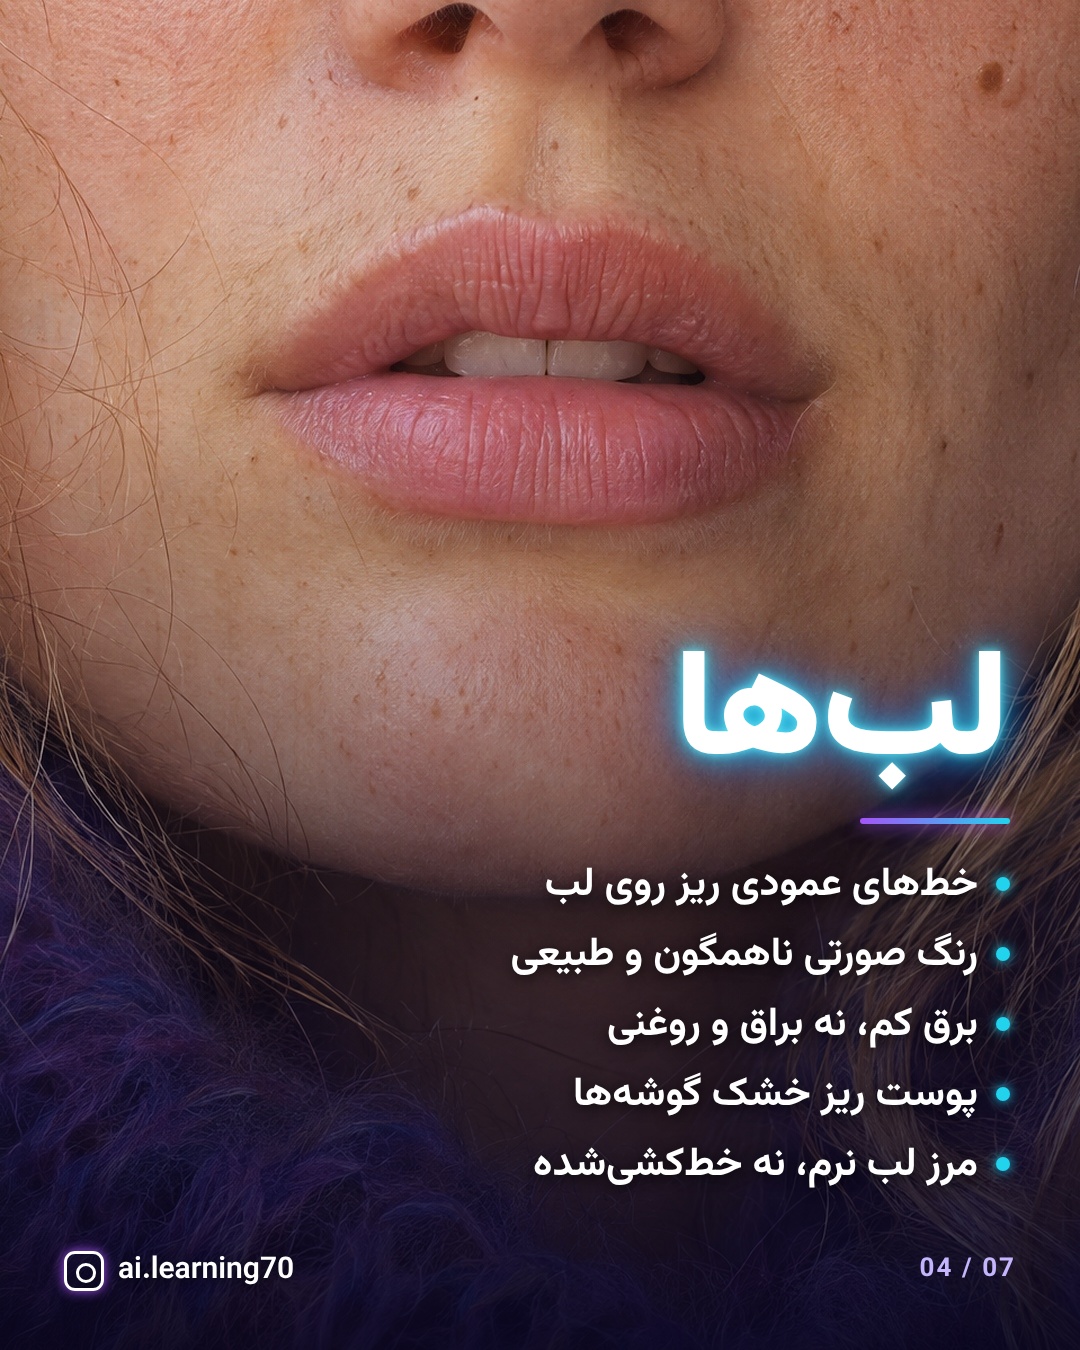 لب‌ها
خط‌های عمودی ریز روی لب
رنگ صورتی ناهمگون و طبیعی
برق کم، نه براق و روغنی
پوست ریز خشک گوشه‌ها
مرز لب نرم، نه خط‌کشی‌شده
ai.learning70
04 / 07